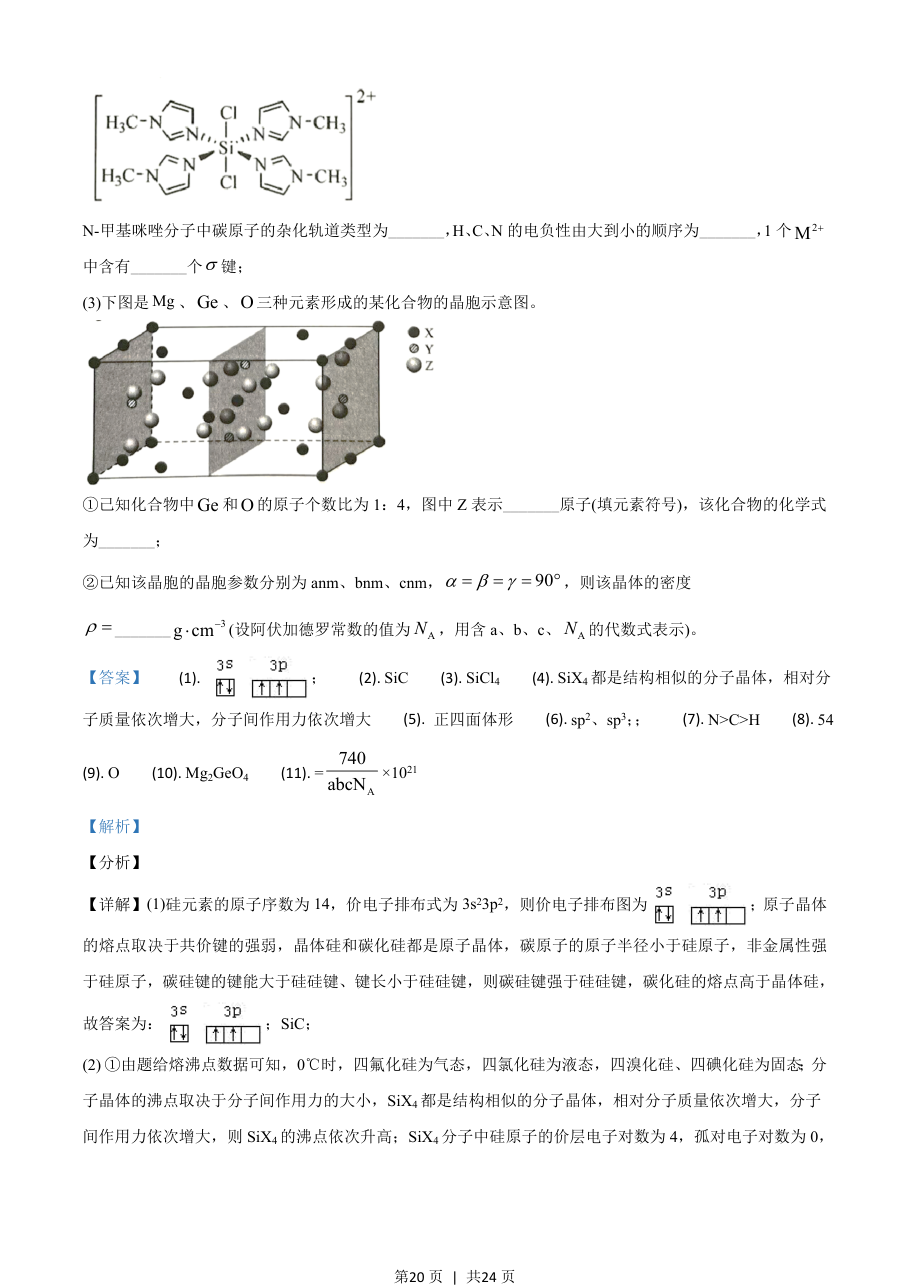 Cl 2+
H₃C-N N N N-CH₃
Si
H₃C-N N N N-CH₃
Cl
N-甲基咪唑分子中碳原子的杂化轨道类型为_______，H、C、N 的电负性由大到小的顺序为_______，1 个 M²⁺
中含有_______个σ键；
(3)下图是 Mg 、 Ge 、 O 三种元素形成的某化合物的晶胞示意图。
X
Y
Z
①己知化合物中 Ge 和 O 的原子个数比为 1：4，图中 Z 表示_______原子(填元素符号)，该化合物的化学式
为_______；
②已知该晶胞的晶胞参数分别为 anm、bnm、cnm，α = β = γ = 90°，则该晶体的密度
ρ = _______ g·cm⁻³ (设阿伏加德罗常数的值为 N_A ，用含 a、b、c、 N_A 的代数式表示)。
【答案】 (1). 3s ↑↓ 3p ↑ ↑ ； (2). SiC (3). SiCl₄ (4). SiX₄ 都是结构相似的分子晶体，相对分
子质量依次增大，分子间作用力依次增大 (5). 正四面体形 (6). sp²、sp³；； (7). N>C>H (8). 54
(9). O (10). Mg₂GeO₄ (11). = 740/abcN_A ×10²¹
【解析】
【分析】
【详解】(1)硅元素的原子序数为 14，价电子排布式为 3s²3p²，则价电子排布图为 3s ↑↓ 3p ↑ ↑ ；原子晶体
的熔点取决于共价键的强弱，晶体硅和碳化硅都是原子晶体，碳原子的原子半径小于硅原子，非金属性强
于硅原子，碳硅键的键能大于硅硅键、键长小于硅硅键，则碳硅键强于硅硅键，碳化硅的熔点高于晶体硅，
故答案为： 3s ↑↓ 3p ↑ ↑ ；SiC；
(2) ①由题给熔沸点数据可知，0℃时，四氟化硅为气态，四氯化硅为液态，四溴化硅、四碘化硅为固态；分
子晶体的沸点取决于分子间作用力的大小，SiX₄ 都是结构相似的分子晶体，相对分子质量依次增大，分子
间作用力依次增大，则 SiX₄ 的沸点依次升高；SiX₄ 分子中硅原子的价层电子对数为 4，孤对电子对数为 0，
第20 页 | 共24 页